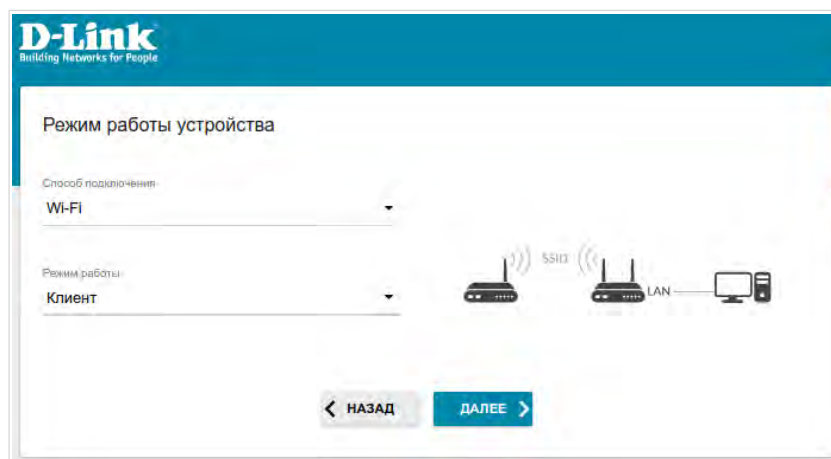 D-Link
Building Networks for People
Режим работы устройства
Способ подключения
Wi-Fi
Режим работы
Клиент
SSID
LAN
НАЗАД
ДАЛЕЕ